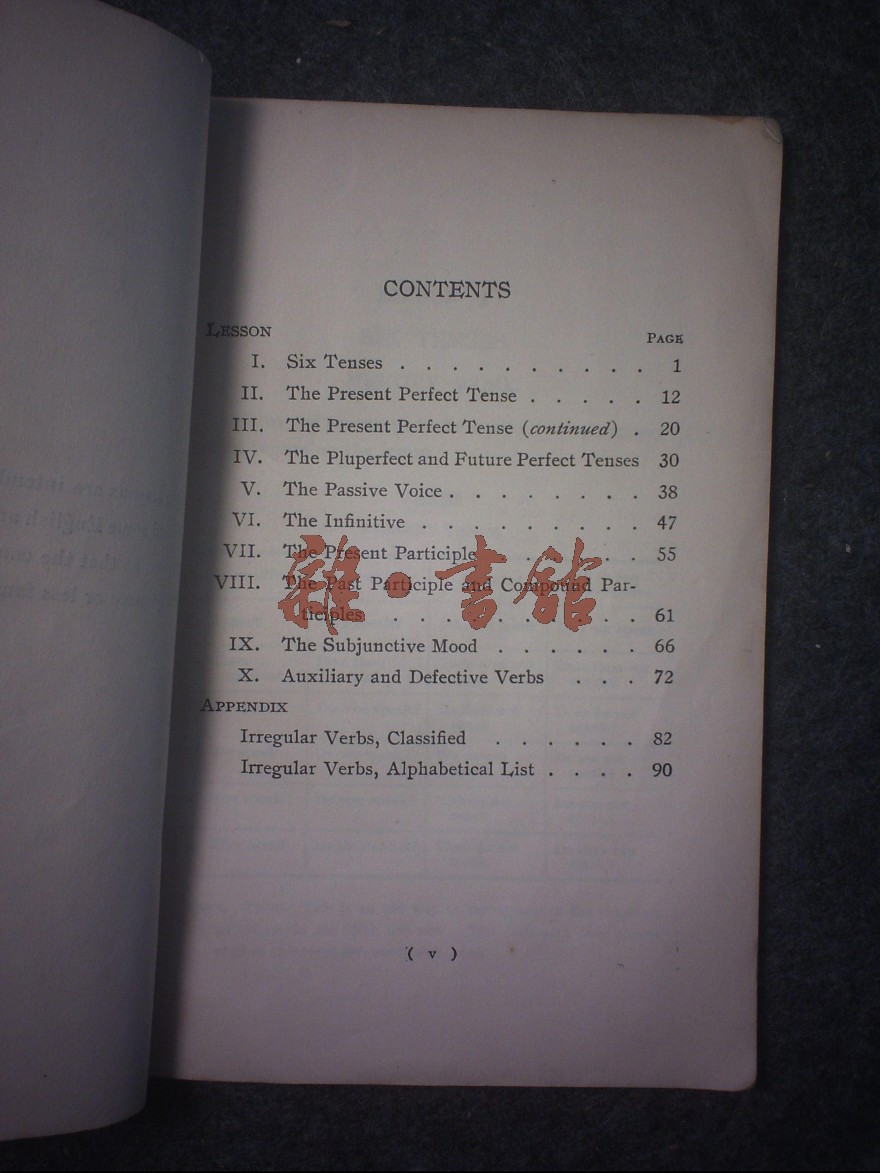 CONTENTS
LESSON PAGE
I. Six Tenses . . . . . . . . . . 1
II. The Present Perfect Tense . . . . . 12
III. The Present Perfect Tense (continued) . 20
IV. The Pluperfect and Future Perfect Tenses 30
V. The Passive Voice . . . . . . . . 38
VI. The Infinitive . . . . . . . . . 47
VII. The Present Participle . . . . . 55
VIII. The Past Participle and Compound Par-
ticiples . . . . . . . . . . 61
IX. The Subjunctive Mood . . . . . . 66
X. Auxiliary and Defective Verbs . . . 72
APPENDIX
Irregular Verbs, Classified . . . . . . 82
Irregular Verbs, Alphabetical List . . . . 90
( v )
雜·書館